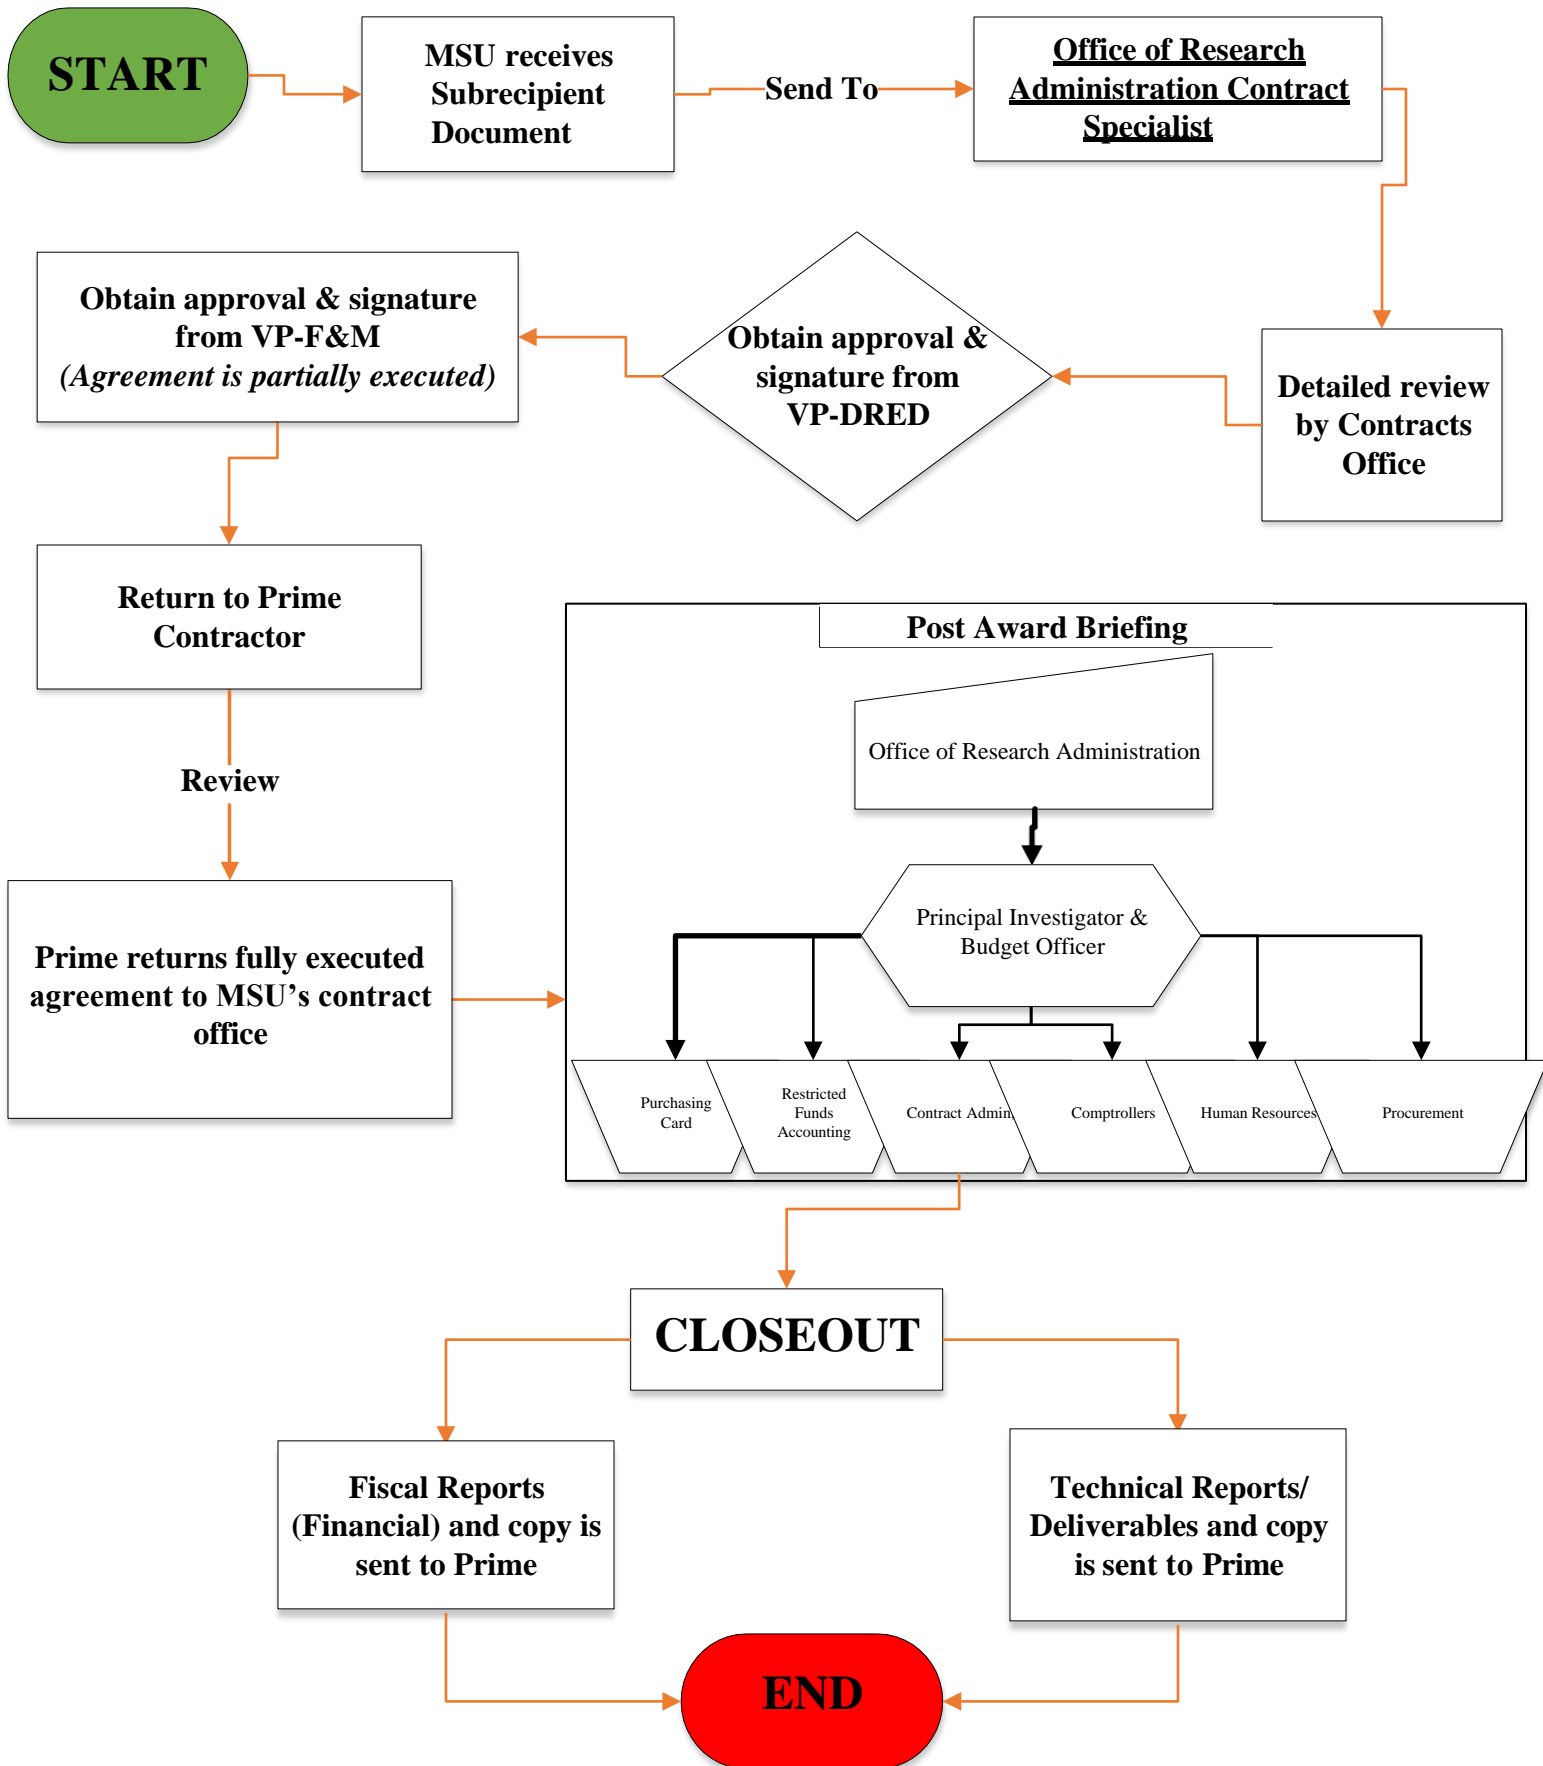 START
MSU receives
Subrecipient
Document
Send To
Office of Research
Administration Contract
Specialist
Obtain approval & signature
from VP-F&M
(Agreement is partially executed)
Obtain approval &
signature from
VP-DRED
Detailed review
by Contracts
Office
Return to Prime
Contractor
Review
Prime returns fully executed
agreement to MSU’s contract
office
Post Award Briefing
Office of Research Administration
Principal Investigator &
Budget Officer
Purchasing
Card
Restricted
Funds
Accounting
Contract Admin.
Comptrollers
Human Resources
Procurement
CLOSEOUT
Fiscal Reports
(Financial) and copy is
sent to Prime
Technical Reports/
Deliverables and copy
is sent to Prime
END